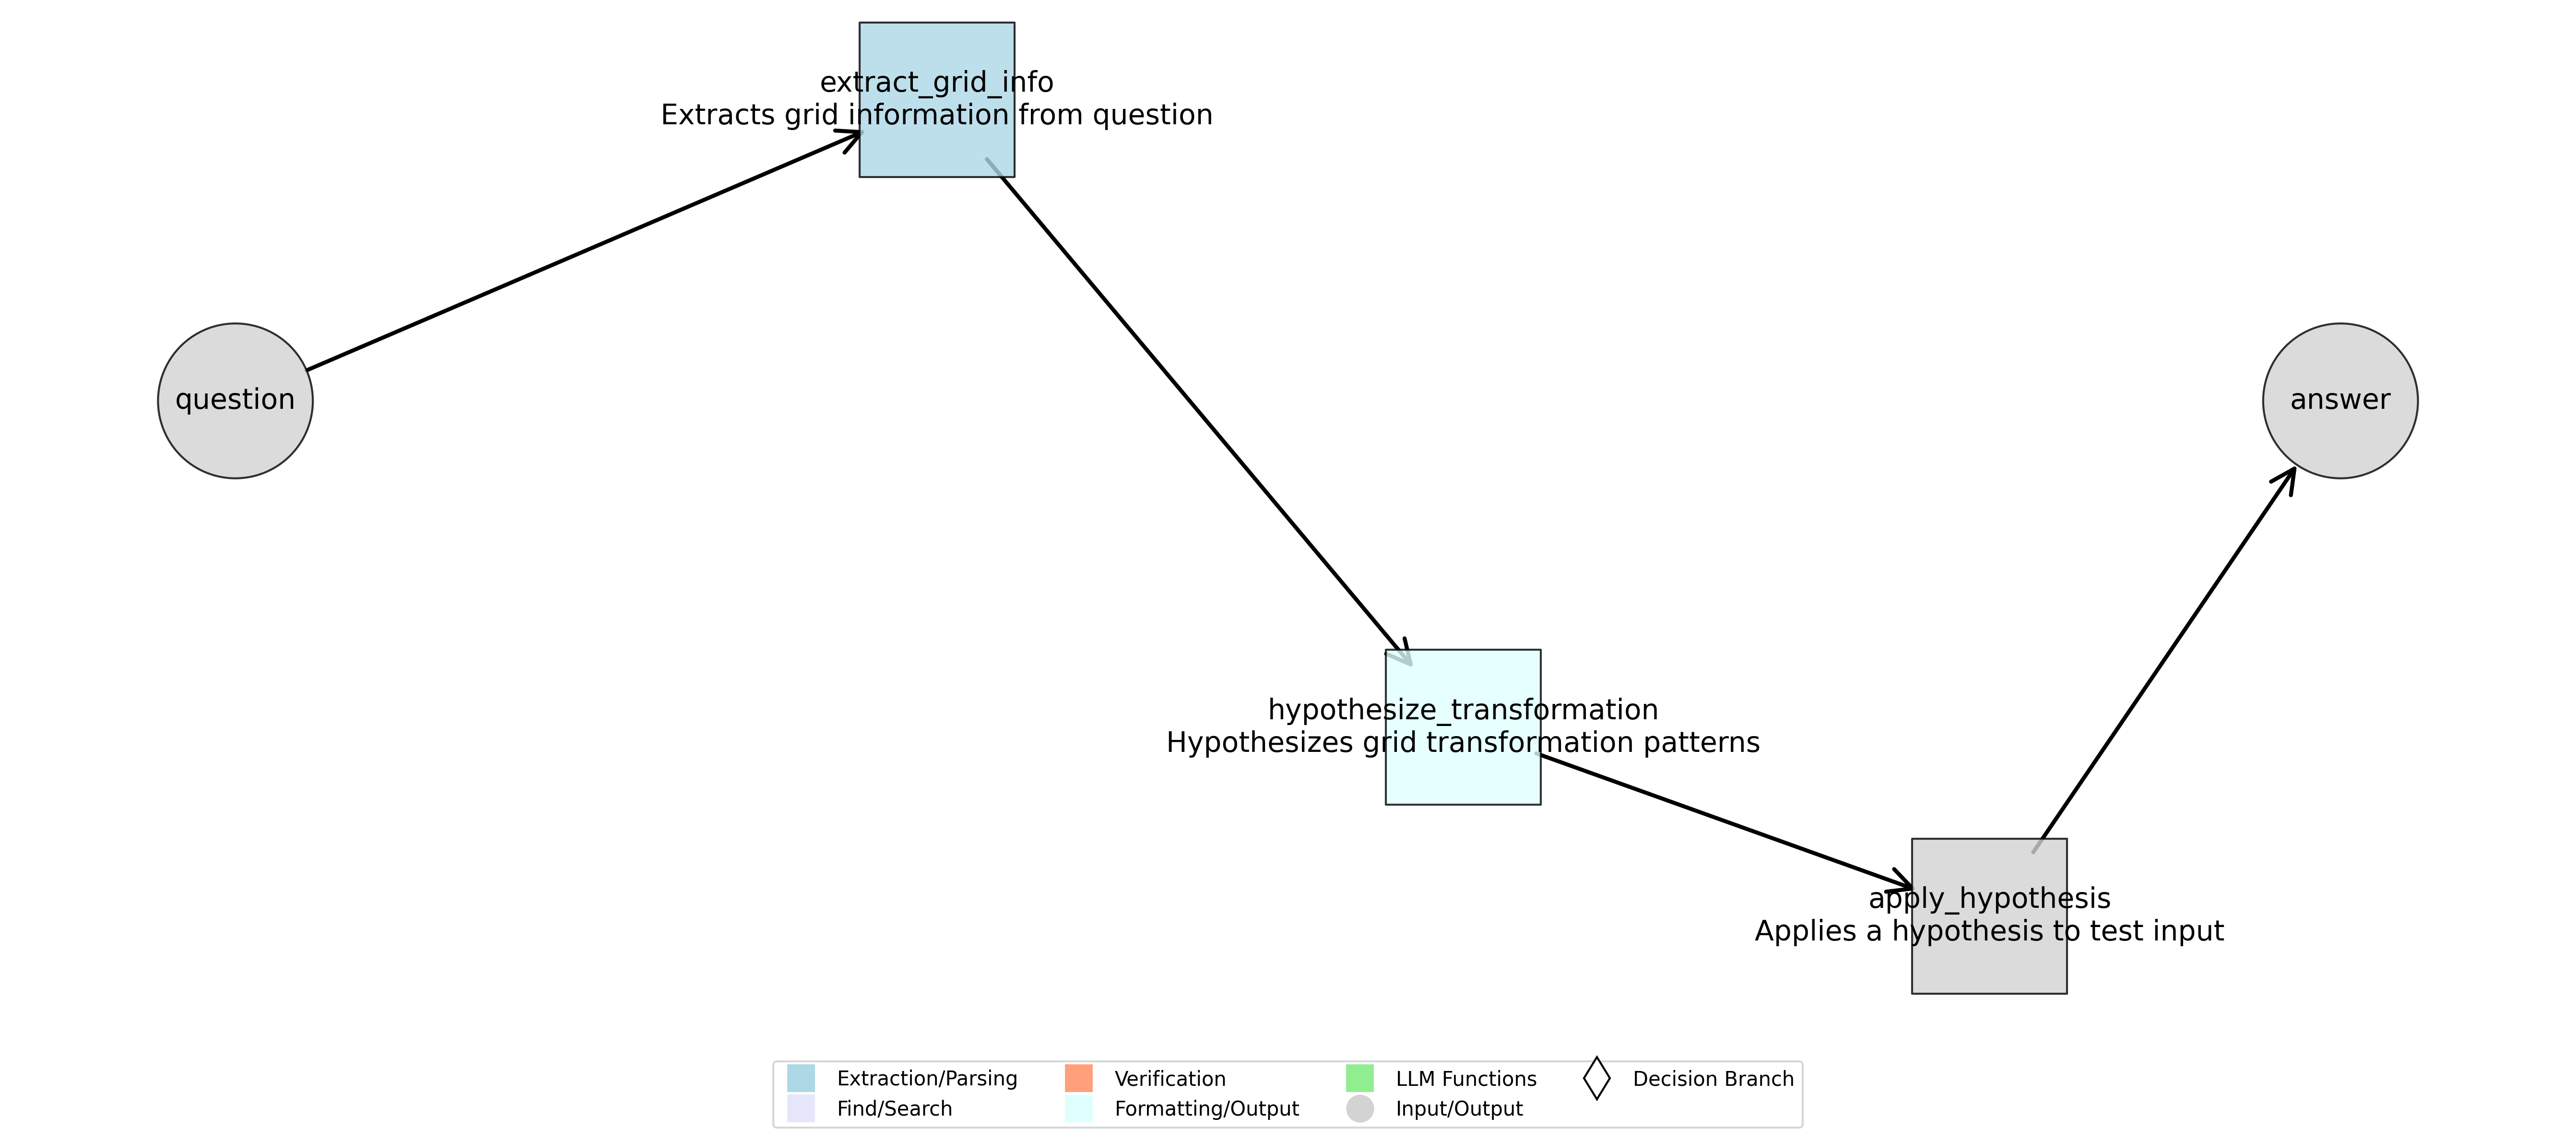 extract_grid_info
Extracts grid information from question
question
answer
hypothesize_transformation
Hypothesizes grid transformation patterns
apply_hypothesis
Applies a hypothesis to test input
Extraction/Parsing
Find/Search
Verification
Formatting/Output
LLM Functions
Input/Output
Decision Branch